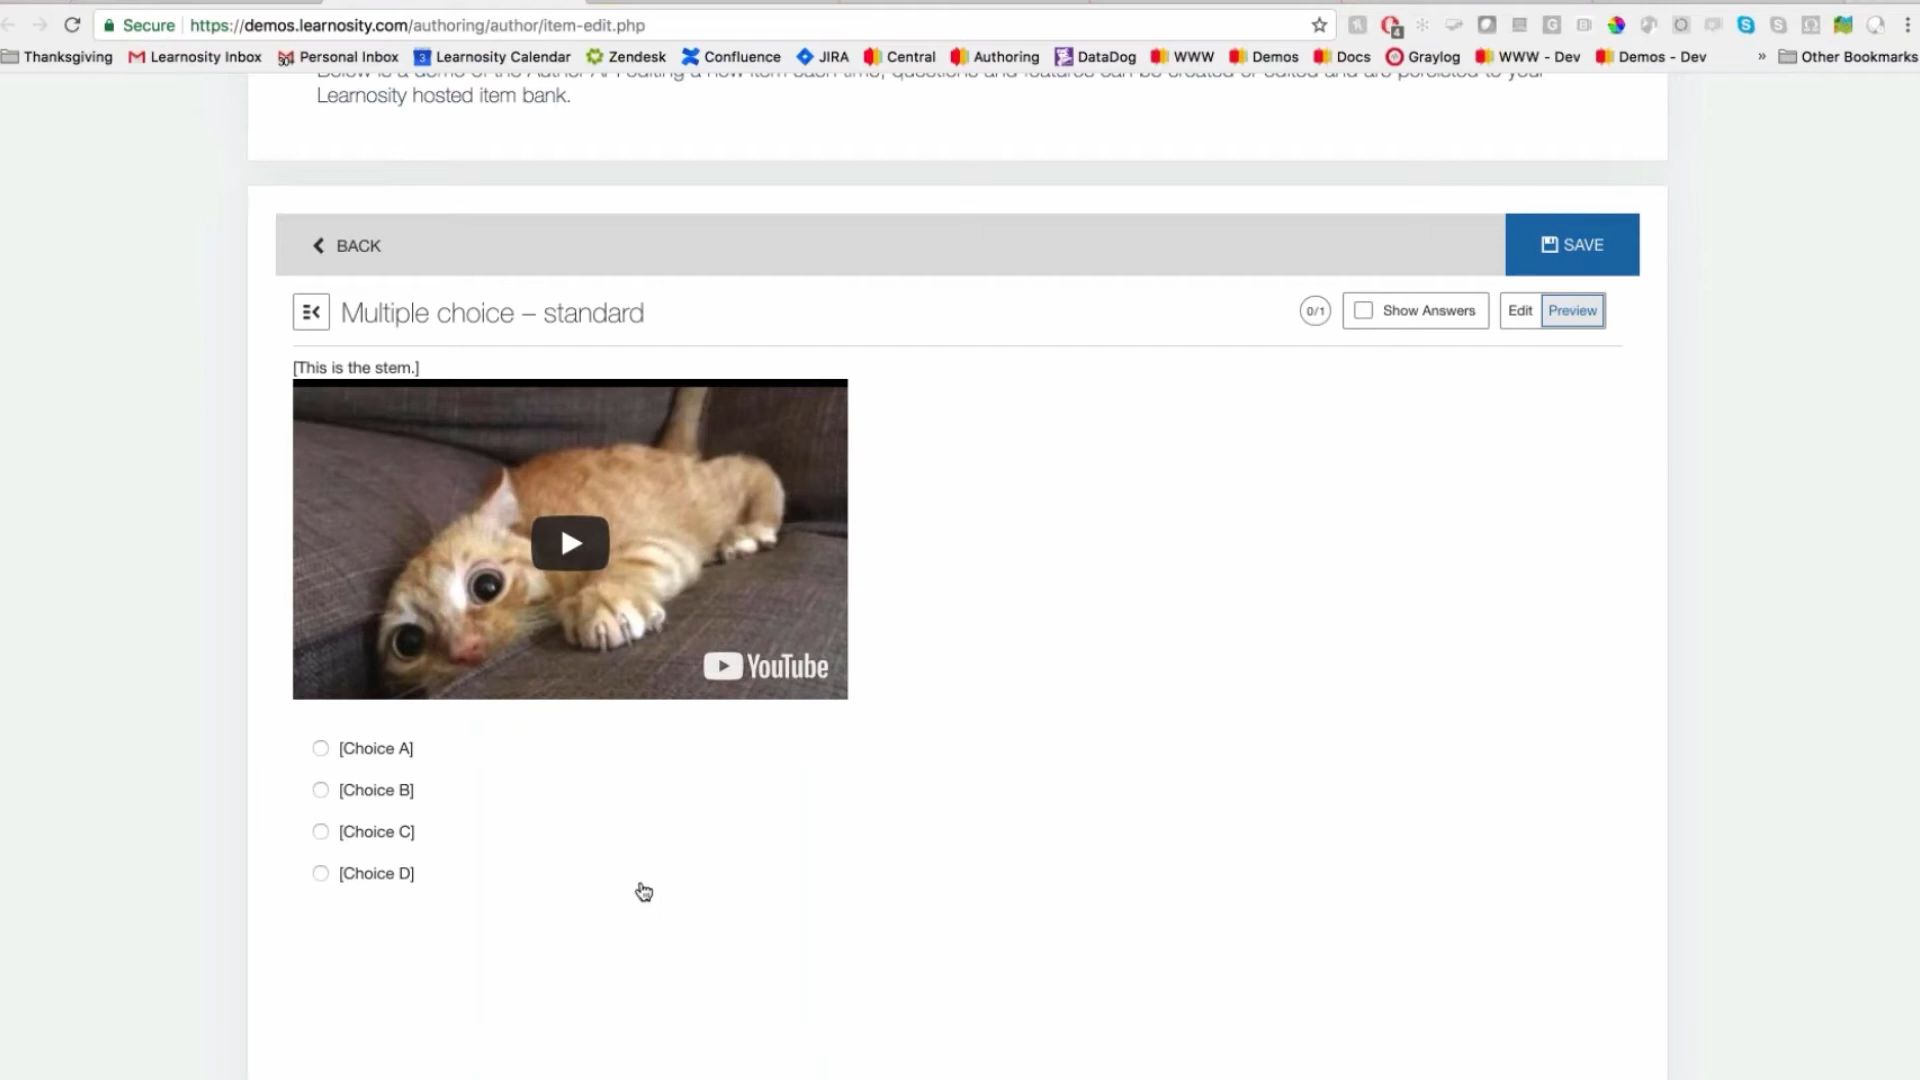 Secure https://demos.learnosity.com/authoring/author/item-edit.php
Thanksgiving Learnosity Inbox Personal Inbox Learnosity Calendar Zendesk Confluence JIRA Central Authoring DataDog WWW Demos Docs Graylog WWW - Dev Demos - Dev » Other Bookmarks
Learnosity hosted item bank.
BACK
SAVE
Multiple choice – standard
0/1 Show Answers Edit Preview
[This is the stem.]
YouTube
[Choice A]
[Choice B]
[Choice C]
[Choice D]